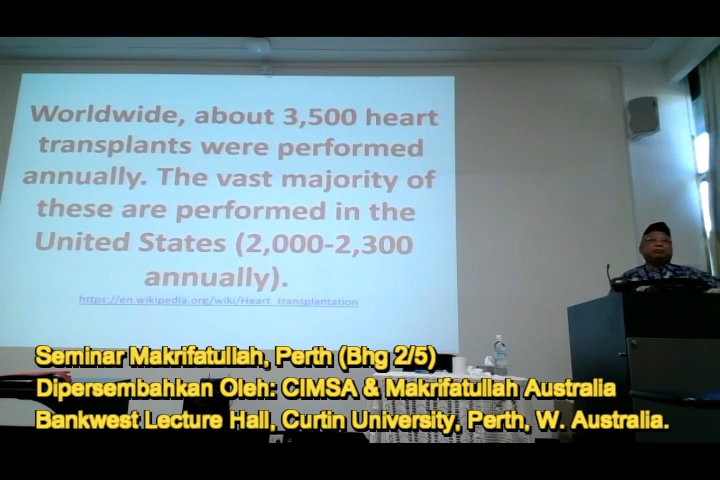 Worldwide, about 3,500 heart
transplants were performed
annually. The vast majority of
these are performed in the
United States (2,000-2,300
annually).
https://en.wikipedia.org/wiki/Heart_transplantation
Seminar Makrifatullah, Perth (Bhg 2/5)
Dipersembahkan Oleh: CIMSA & Makrifatullah Australia
Bankwest Lecture Hall, Curtin University, Perth, W. Australia.